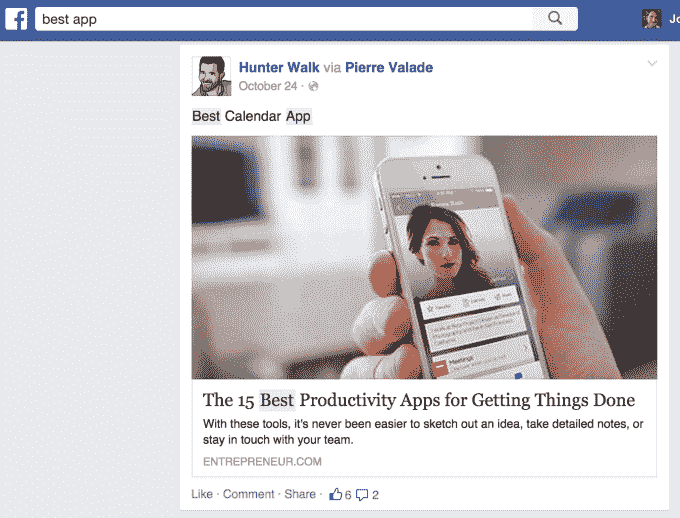 f
best app
Jo
Hunter Walk via Pierre Valade
October 24 ·
Best Calendar App
Meetings
The 15 Best Productivity Apps for Getting Things Done
With these tools, it's never been easier to sketch out an idea, take detailed notes, or
stay in touch with your team.
ENTREPRENEUR.COM
Like · Comment · Share · 6 2